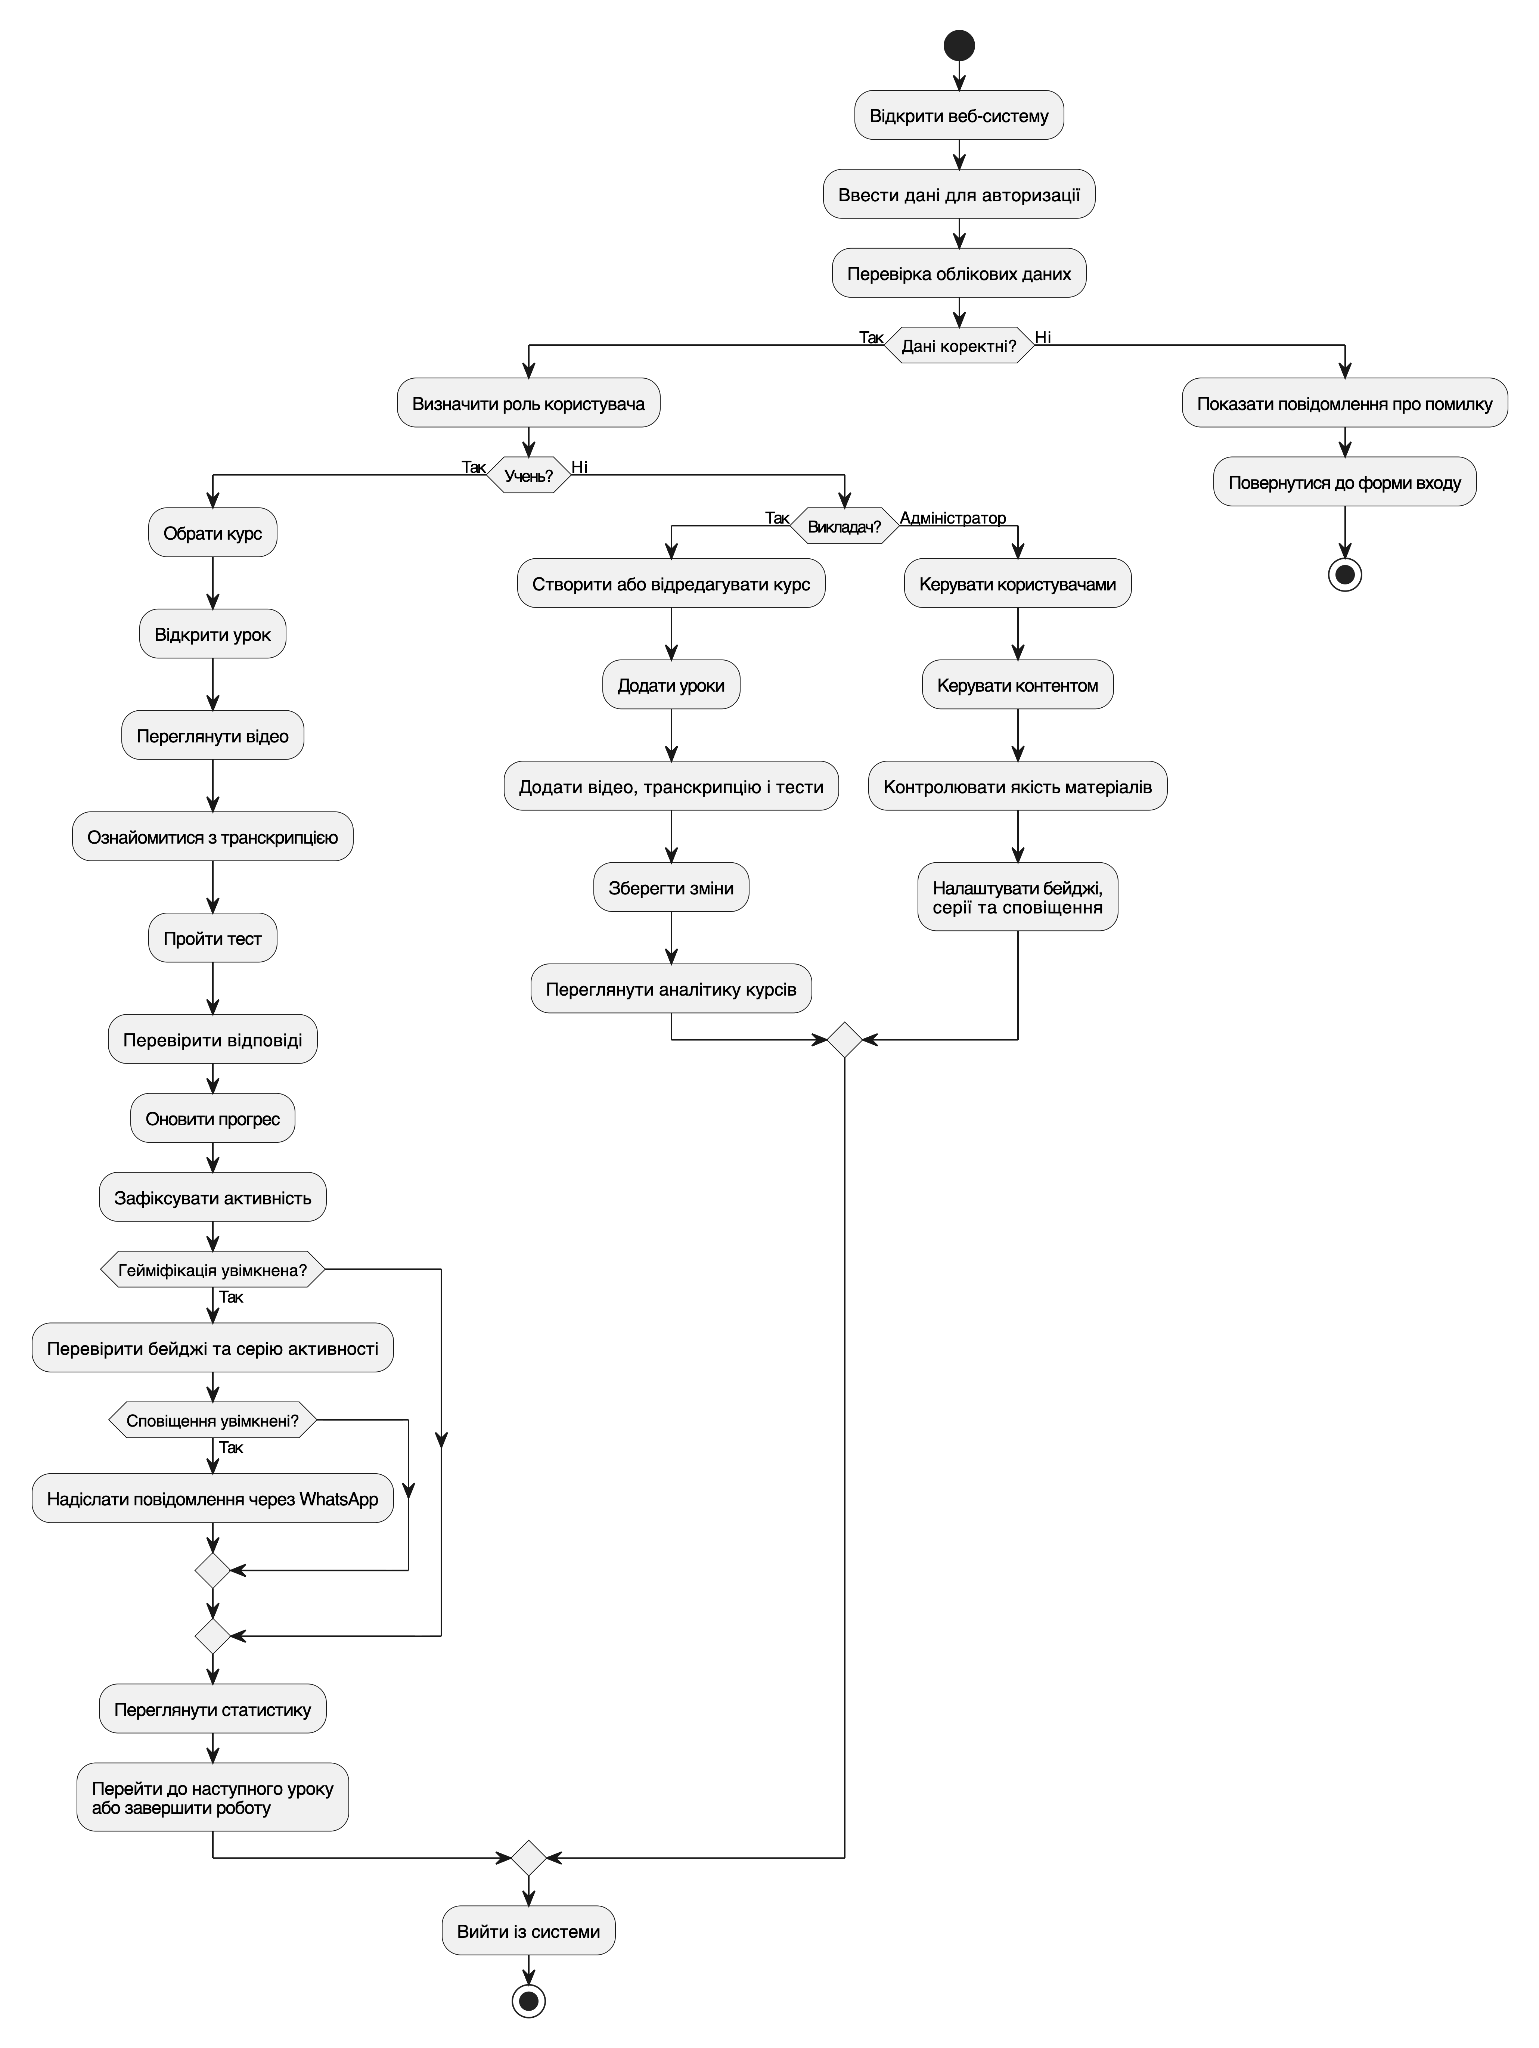 Відкрити веб-систему
Ввести дані для авторизації
Перевірка облікових даних
Так
Дані коректні?
Ні
Визначити роль користувача
Показати повідомлення про помилку
Так
Учень?
Ні
Повернутися до форми входу
Обрати курс
Так
Викладач?
Адміністратор
Створити або відредагувати курс
Керувати користувачами
Відкрити урок
Додати уроки
Керувати контентом
Переглянути відео
Додати відео, транскрипцію і тести
Контролювати якість матеріалів
Ознайомитися з транскрипцією
Зберегти зміни
Налаштувати бейджі,
серії та сповіщення
Пройти тест
Переглянути аналітику курсів
Перевірити відповіді
Оновити прогрес
Зафіксувати активність
Гейміфікація увімкнена?
Так
Перевірити бейджі та серію активності
Сповіщення увімкнені?
Так
Надіслати повідомлення через WhatsApp
Переглянути статистику
Перейти до наступного уроку
або завершити роботу
Вийти із системи